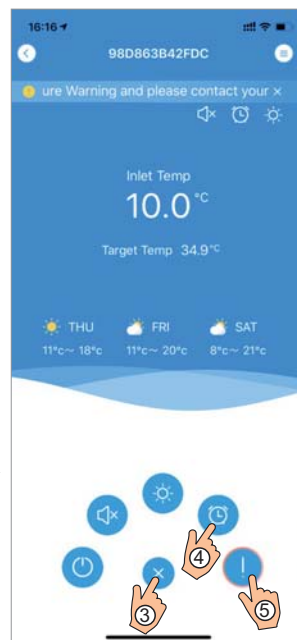 16:16
98D863B42FDC
ure Warning and please contact your ×
Inlet Temp
10.0 °C
Target Temp 34.9°C
THU FRI SAT
11°c~ 18°c 11°c~ 20°c 8°c~ 21°c
④
③
⑤